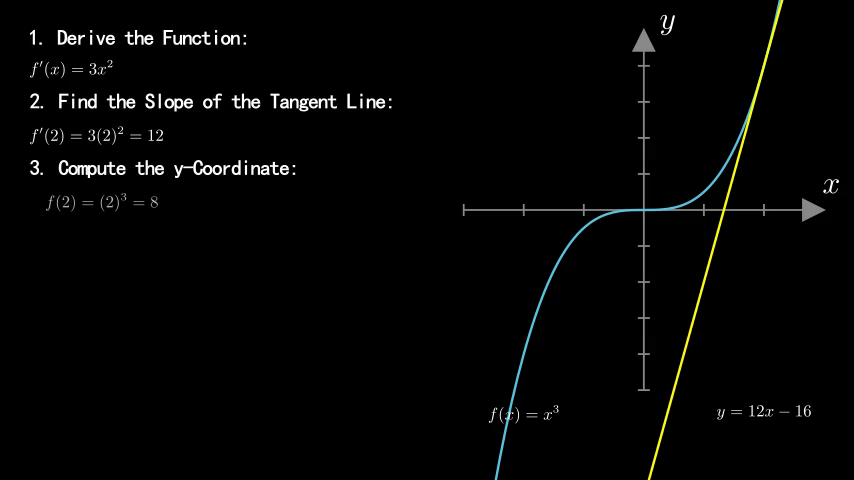 1. Derive the Function:
f′(x) = 3x²
2. Find the Slope of the Tangent Line:
f′(2) = 3(2)² = 12
3. Compute the y-Coordinate:
f(2) = (2)³ = 8
y
x
f(x) = x³
y = 12x − 16